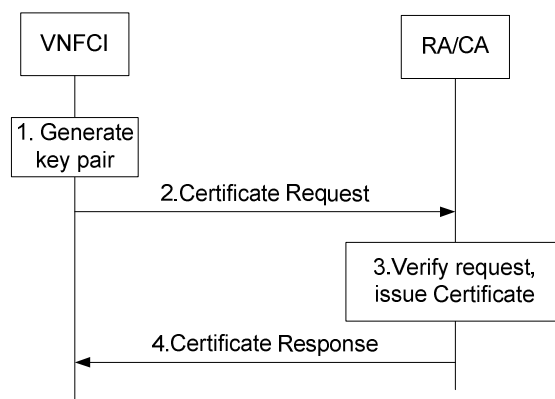 VNFCI
RA/CA
1. Generate
key pair
2.Certificate Request
3.Verify request,
issue Certificate
4.Certificate Response